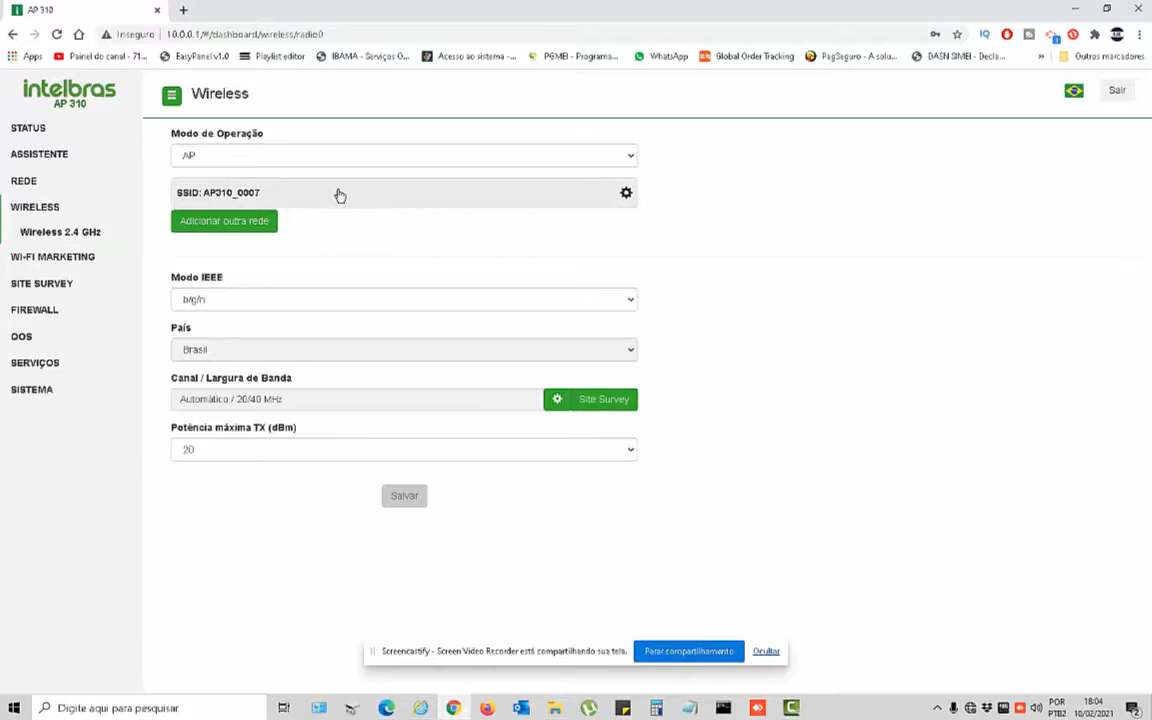 AP 310
Inseguro | 10.0.0.1/#/dashboard/wireless/radio0
IQ
Apps
Painel do canal - 71...
EasyPanel v1.0
Playlist editor
IBAMA - Serviços O...
Acesso ao sistema -...
PGMEI - Programa...
WhatsApp
Global Order Tracking
PagSeguro - A solu...
DASN SIMEI - Decla...
»
Outros marcadores
intelbras
AP 310
Wireless
Sair
STATUS
ASSISTENTE
REDE
WIRELESS
Wireless 2.4 GHz
WI-FI MARKETING
SITE SURVEY
FIREWALL
QOS
SERVIÇOS
SISTEMA
Modo de Operação
AP
SSID: AP310_0007
Adicionar outra rede
Modo IEEE
b/g/n
País
Brasil
Canal / Largura de Banda
Automático / 20/40 MHz
Site Survey
Potência máxima TX (dBm)
20
Salvar
Screencastify - Screen Video Recorder está compartilhando sua tela.
Parar compartilhamento
Ocultar
Digite aqui para pesquisar
POR
PTB2
18:04
10/02/2021
2